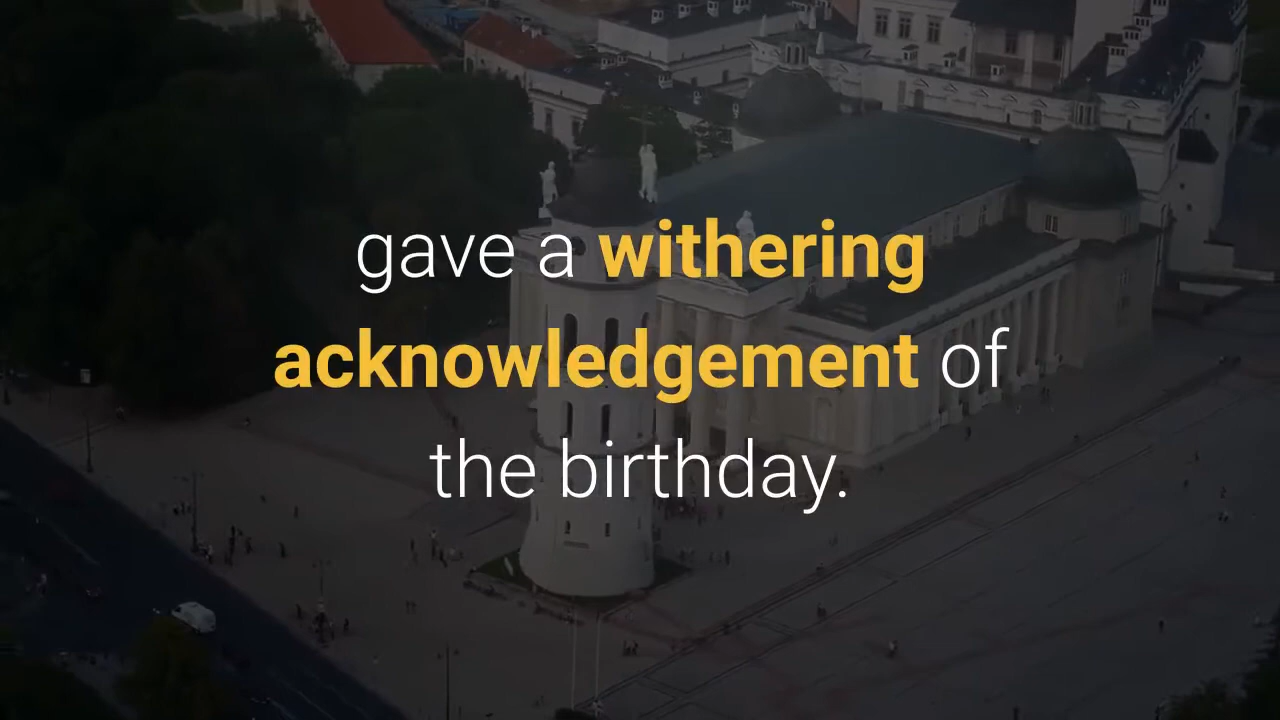 gave a withering
acknowledgement of
the birthday.